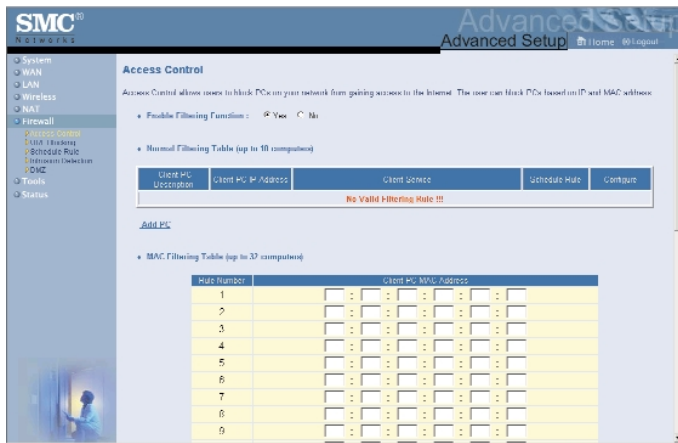 SMC®
Networks
Advanced Setup
Advanced Setup
Home Logout
System
WAN
LAN
Wireless
NAT
Firewall
Access Control
URL Blocking
Schedule Rule
Intrusion Detection
DMZ
Tools
Status
Access Control
Access Control allows users to block PCs on your network from gaining access to the Internet. The user can block PCs based on IP and MAC address.
• Enable Filtering Function : Yes No
• Normal Filtering Table (up to 10 computers)
Client PC Description Client PC IP Address Client Service Schedule Rule Configure
No Valid Filtering Rule !!!
Add PC
• MAC Filtering Table (up to 32 computers)
Rule Number Client PC MAC Address
1 : : : : :
2 : : : : :
3 : : : : :
4 : : : : :
5 : : : : :
6 : : : : :
7 : : : : :
8 : : : : :
9 : : : : :